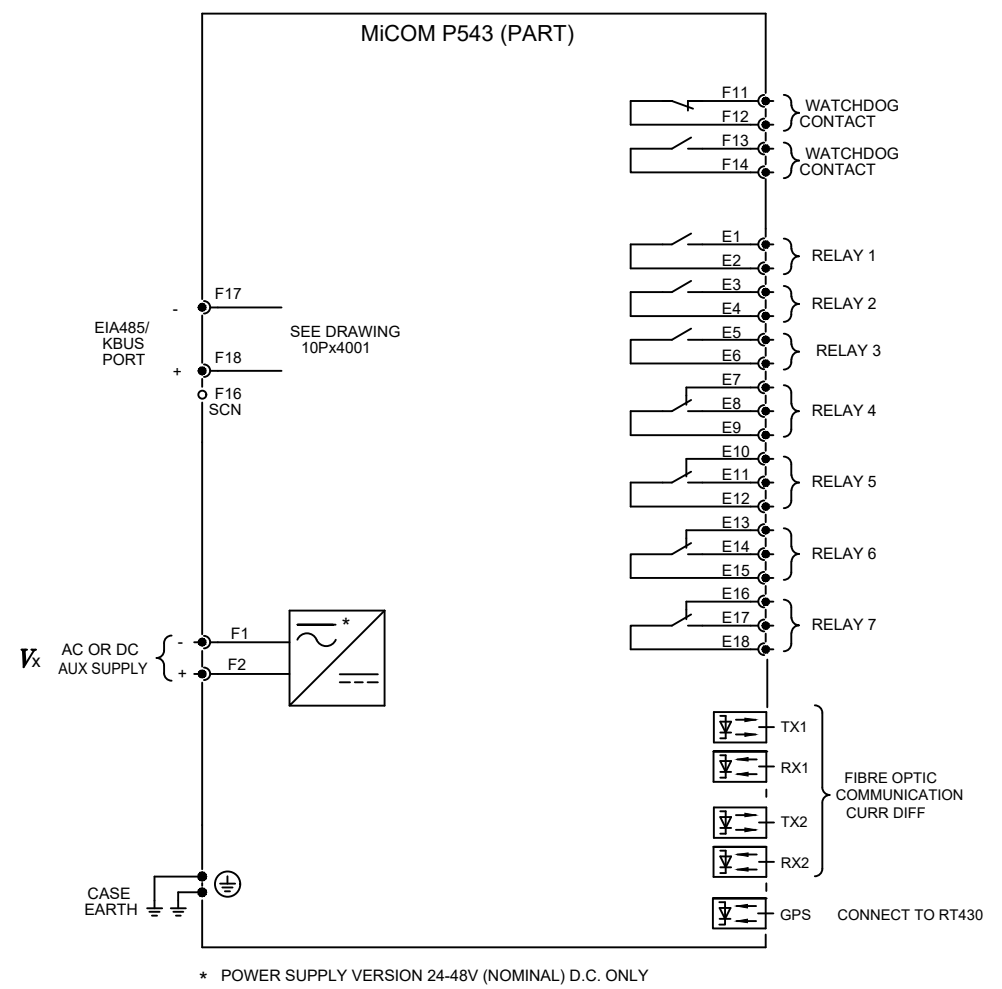 MiCOM P543 (PART)
F11
F12
WATCHDOG
CONTACT
F13
F14
WATCHDOG
CONTACT
E1
E2
RELAY 1
E3
E4
RELAY 2
E5
E6
RELAY 3
E7
E8
E9
RELAY 4
E10
E11
E12
RELAY 5
E13
E14
E15
RELAY 6
E16
E17
E18
RELAY 7
EIA485/
KBUS
PORT
-
+
F17
F18
F16
SCN
SEE DRAWING
10Px4001
Vx
AC OR DC
AUX SUPPLY
-
+
F1
F2
*
TX1
RX1
TX2
RX2
FIBRE OPTIC
COMMUNICATION
CURR DIFF
GPS CONNECT TO RT430
CASE
EARTH
* POWER SUPPLY VERSION 24-48V (NOMINAL) D.C. ONLY